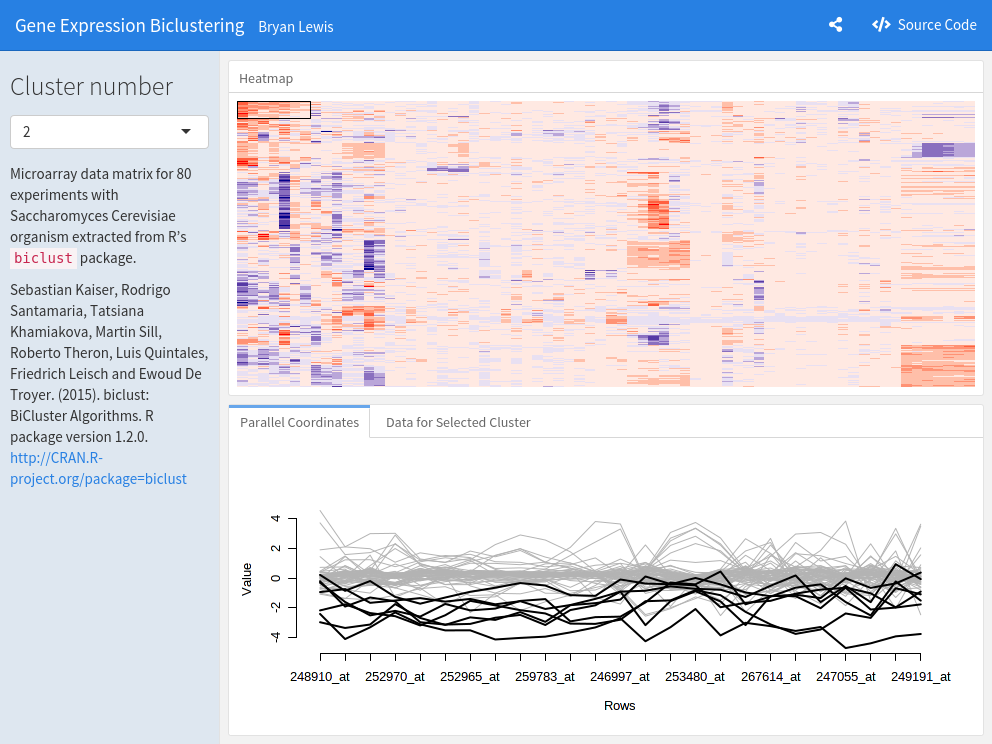 Gene Expression Biclustering Bryan Lewis Source Code
Cluster number
2
Microarray data matrix for 80
experiments with
Saccharomyces Cerevisiae
organism extracted from R's
biclust package.
Sebastian Kaiser, Rodrigo
Santamaria, Tatsiana
Khamiakova, Martin Sill,
Roberto Theron, Luis Quintales,
Friedrich Leisch and Ewoud De
Troyer. (2015). biclust:
BiCluster Algorithms. R
package version 1.2.0.
http://CRAN.R-
project.org/package=biclust
Heatmap
Parallel Coordinates Data for Selected Cluster
Value
4
2
0
-2
-4
248910_at 252970_at 252965_at 259783_at 246997_at 253480_at 267614_at 247055_at 249191_at
Rows